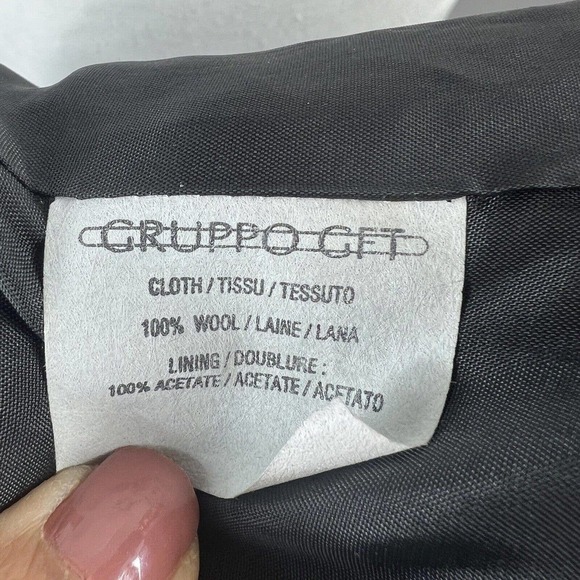 GRUPPO GFT
CLOTH / TISSU / TESSUTO
100% WOOL / LAINE / LANA
LINING / DOUBLURE :
100% ACETATE / ACETATE / ACETATO